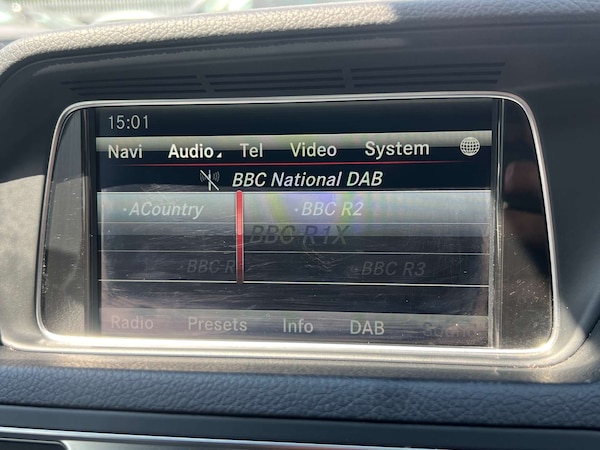 15:01
Navi Audio Tel Video System
BBC National DAB
·ACountry ·BBC R2
BBC R1X
·BBC R ·BBC R3
Radio Presets Info DAB